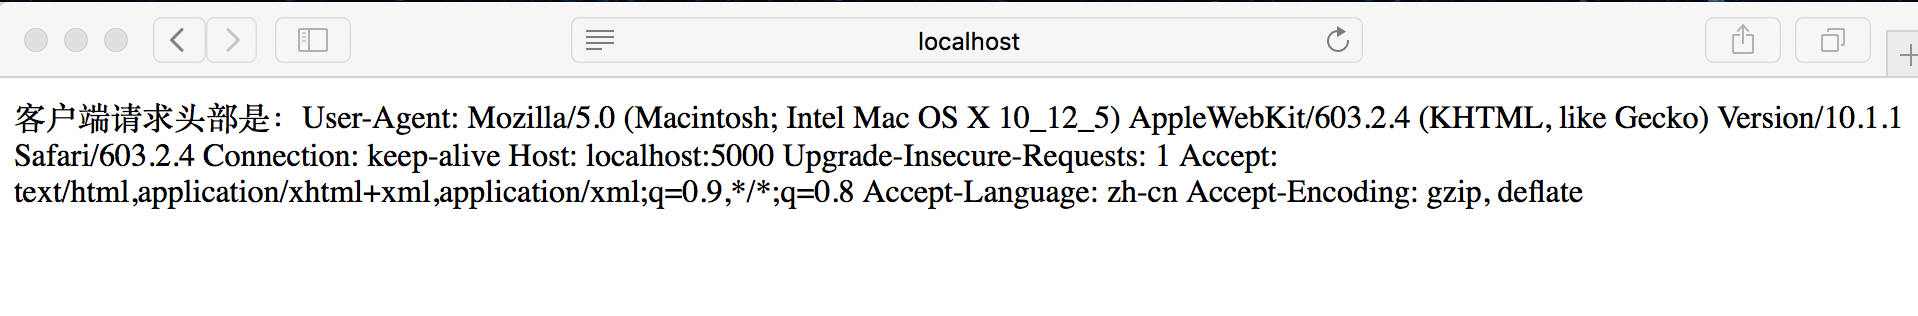 localhost
客户端请求头部是：User-Agent: Mozilla/5.0 (Macintosh; Intel Mac OS X 10_12_5) AppleWebKit/603.2.4 (KHTML, like Gecko) Version/10.1.1
Safari/603.2.4 Connection: keep-alive Host: localhost:5000 Upgrade-Insecure-Requests: 1 Accept:
text/html,application/xhtml+xml,application/xml;q=0.9,*/*;q=0.8 Accept-Language: zh-cn Accept-Encoding: gzip, deflate